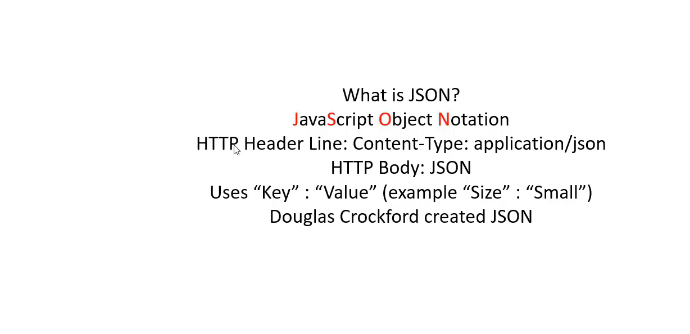 What is JSON?
JavaScript Object Notation
HTTP Header Line: Content-Type: application/json
HTTP Body: JSON
Uses “Key” : “Value” (example “Size” : “Small”)
Douglas Crockford created JSON